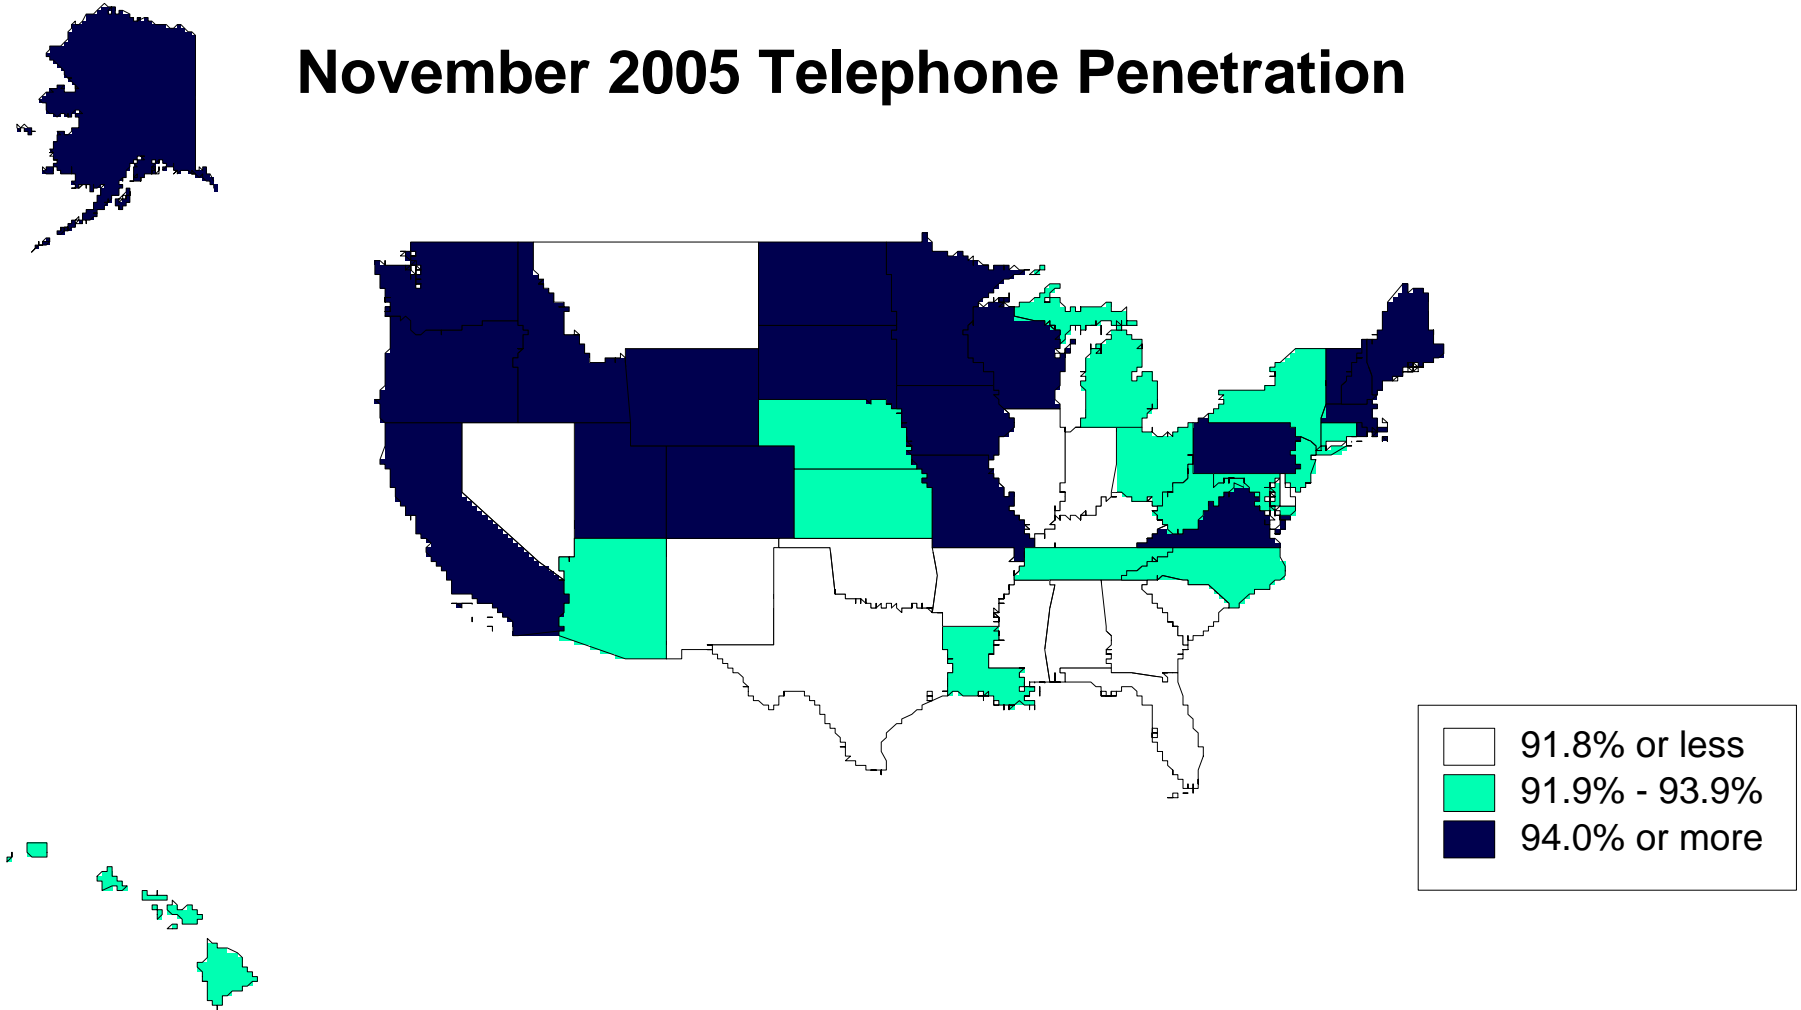 November 2005 Telephone Penetration
91.8% or less
91.9% - 93.9%
94.0% or more